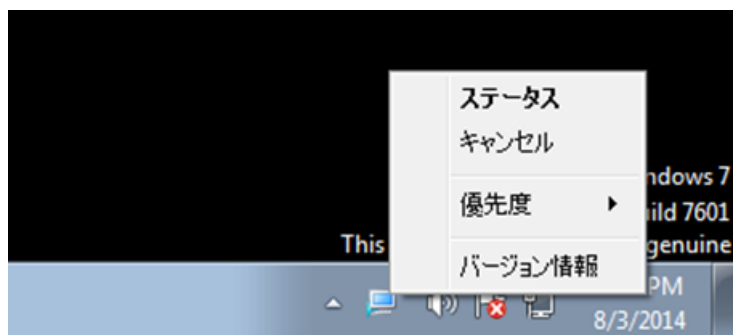 ステータス
キャンセル
優先度
バージョン情報
ndows 7
ild 7601
This
genuine
PM
8/3/2014